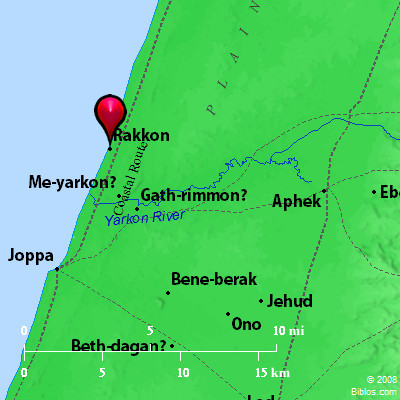 PLAIN
Rakkon
Coastal Route
Me-yarkon?
Gath-rimmon?
Yarkon River
Aphek
Eb
Joppa
Bene-berak
Jehud
Ono
0 5 10 mi
Beth-dagan?
0 5 10 15 km
Lod
© 2008
Biblos.com